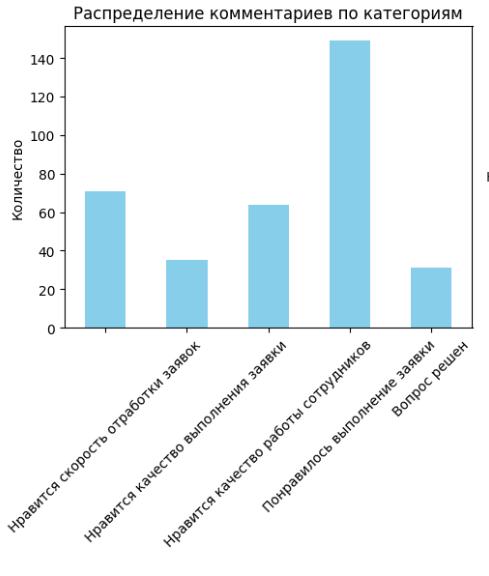 Распределение комментариев по категориям
Количество
140
120
100
80
60
40
20
0
Нравится скорость отработки заявок
Нравится качество выполнения заявки
Нравится качество работы сотрудников
Понравилось выполнение заявки
Вопрос решен